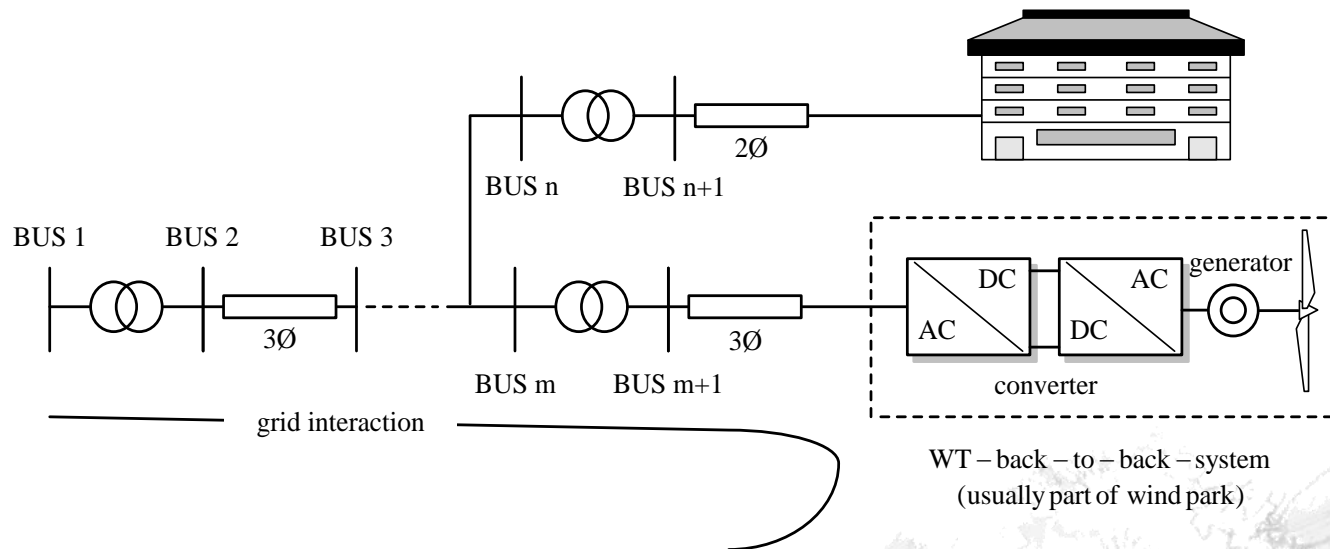 2Ø
BUS n
BUS n+1
BUS 1
BUS 2
BUS 3
DC
AC
AC
DC
generator
3Ø
3Ø
BUS m
BUS m+1
converter
grid interaction
WT – back – to – back – system
(usually part of wind park)